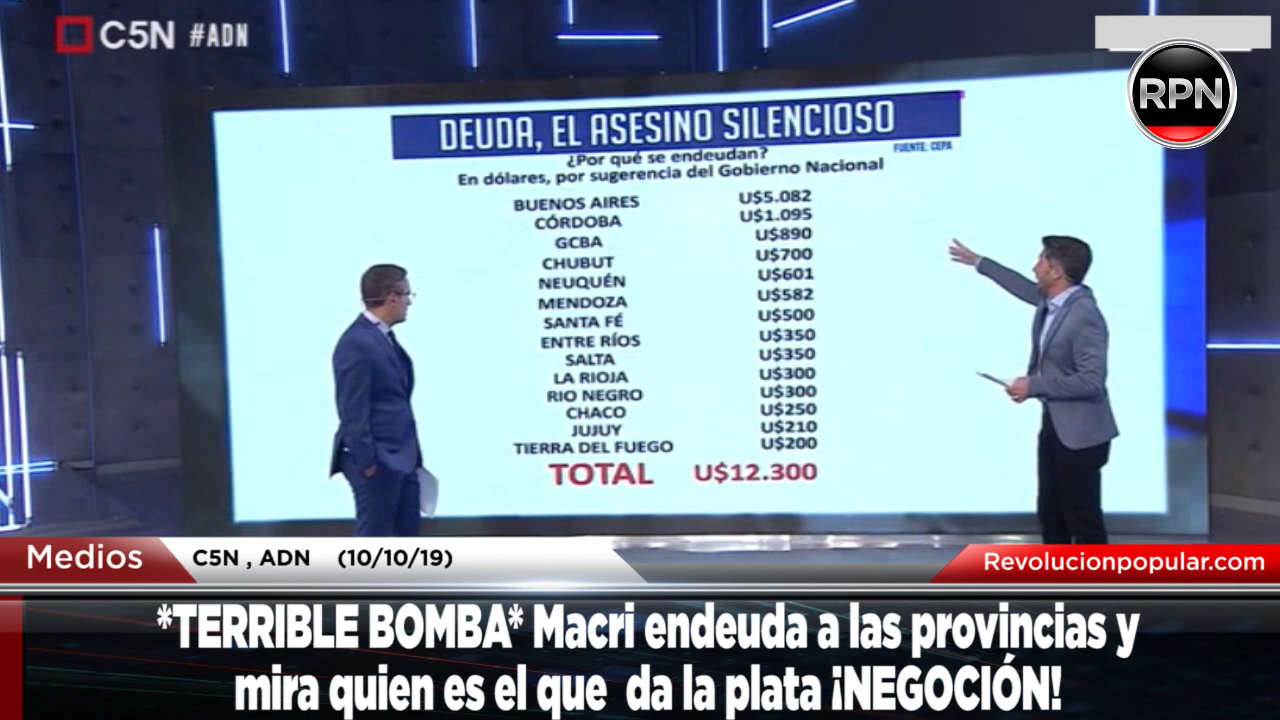 C5N #ADN
RPN
DEUDA, EL ASESINO SILENCIOSO
FUENTE: CEPA
¿Por qué se endeudan?
En dólares, por sugerencia del Gobierno Nacional
BUENOS AIRES U$5.082
CÓRDOBA U$1.095
GCBA U$890
CHUBUT U$700
NEUQUÉN U$601
MENDOZA U$582
SANTA FÉ U$500
ENTRE RÍOS U$350
SALTA U$350
LA RIOJA U$300
RIO NEGRO U$300
CHACO U$250
JUJUY U$210
TIERRA DEL FUEGO U$200
TOTAL U$12.300
Medios C5N , ADN (10/10/19) Revolucionpopular.com
*TERRIBLE BOMBA* Macri endeuda a las provincias y
mira quien es el que da la plata ¡NEGOCIÓN!